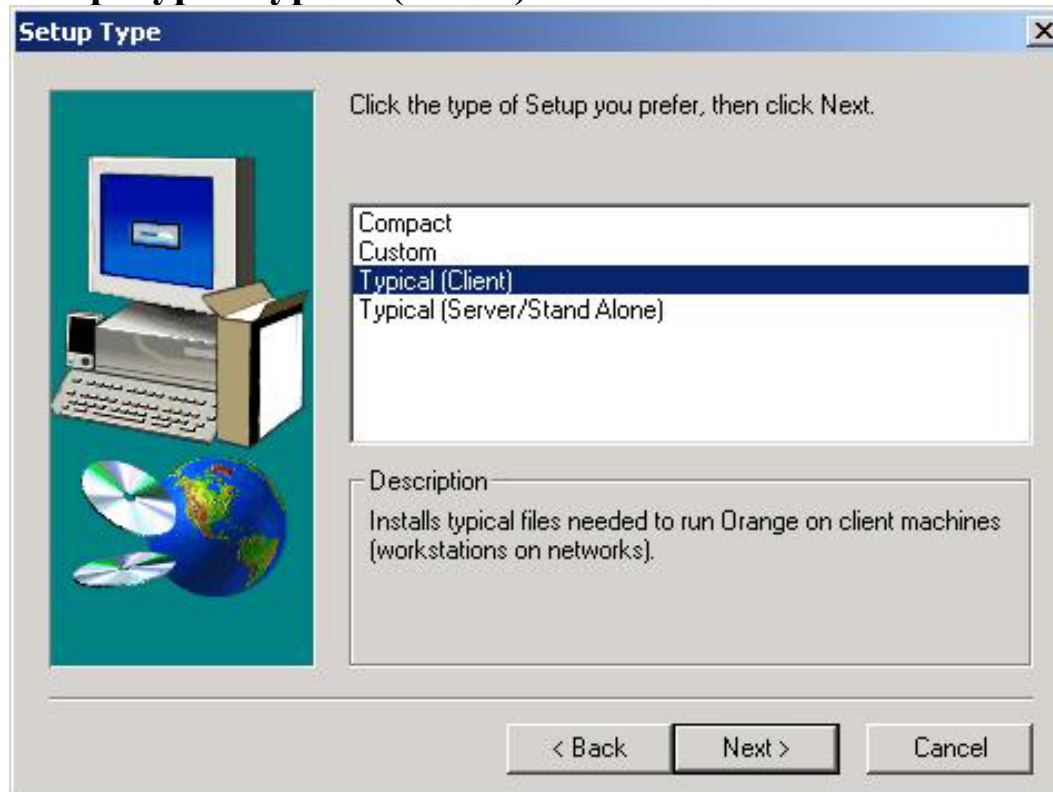 Setup Type
Click the type of Setup you prefer, then click Next.
Compact
Custom
Typical (Client)
Typical (Server/Stand Alone)
Description
Installs typical files needed to run Orange on client machines
(workstations on networks).
< Back
Next >
Cancel